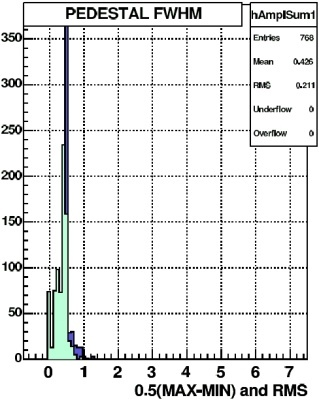 PEDESTAL FWHM
hAmplSum1
Entries 768
Mean 0.426
RMS 0.211
Underflow 0
Overflow 0
350
300
250
200
150
100
50
0
0 1 2 3 4 5 6 7
0.5(MAX-MIN) and RMS